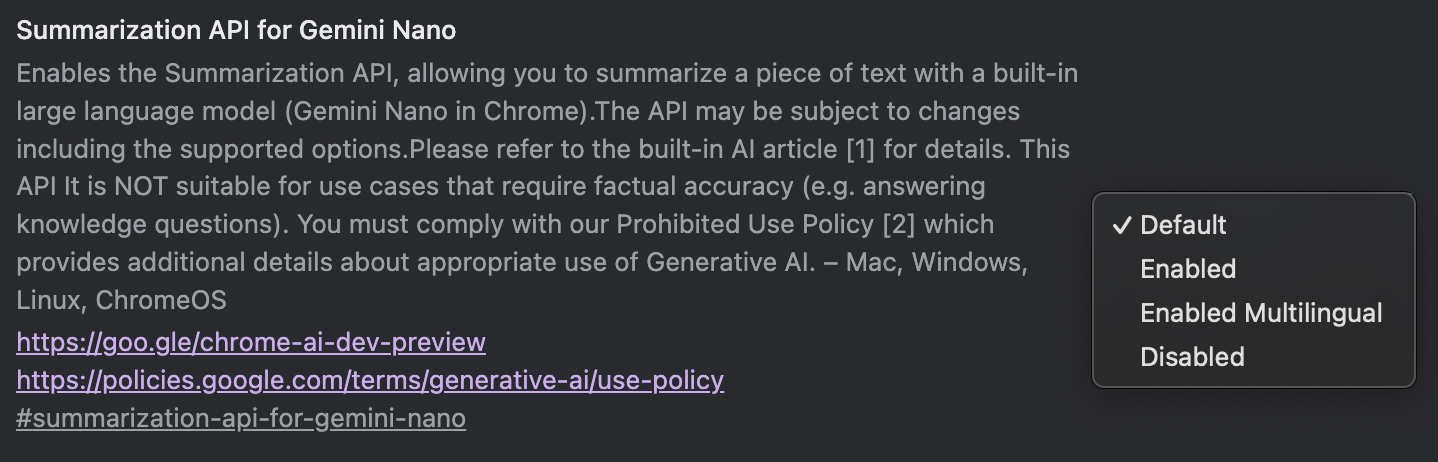 Summarization API for Gemini Nano
Enables the Summarization API, allowing you to summarize a piece of text with a built-in
large language model (Gemini Nano in Chrome).The API may be subject to changes
including the supported options.Please refer to the built-in AI article [1] for details. This
API It is NOT suitable for use cases that require factual accuracy (e.g. answering
knowledge questions). You must comply with our Prohibited Use Policy [2] which
provides additional details about appropriate use of Generative AI. – Mac, Windows,
Linux, ChromeOS
https://goo.gle/chrome-ai-dev-preview
https://policies.google.com/terms/generative-ai/use-policy
#summarization-api-for-gemini-nano
✓ Default
Enabled
Enabled Multilingual
Disabled